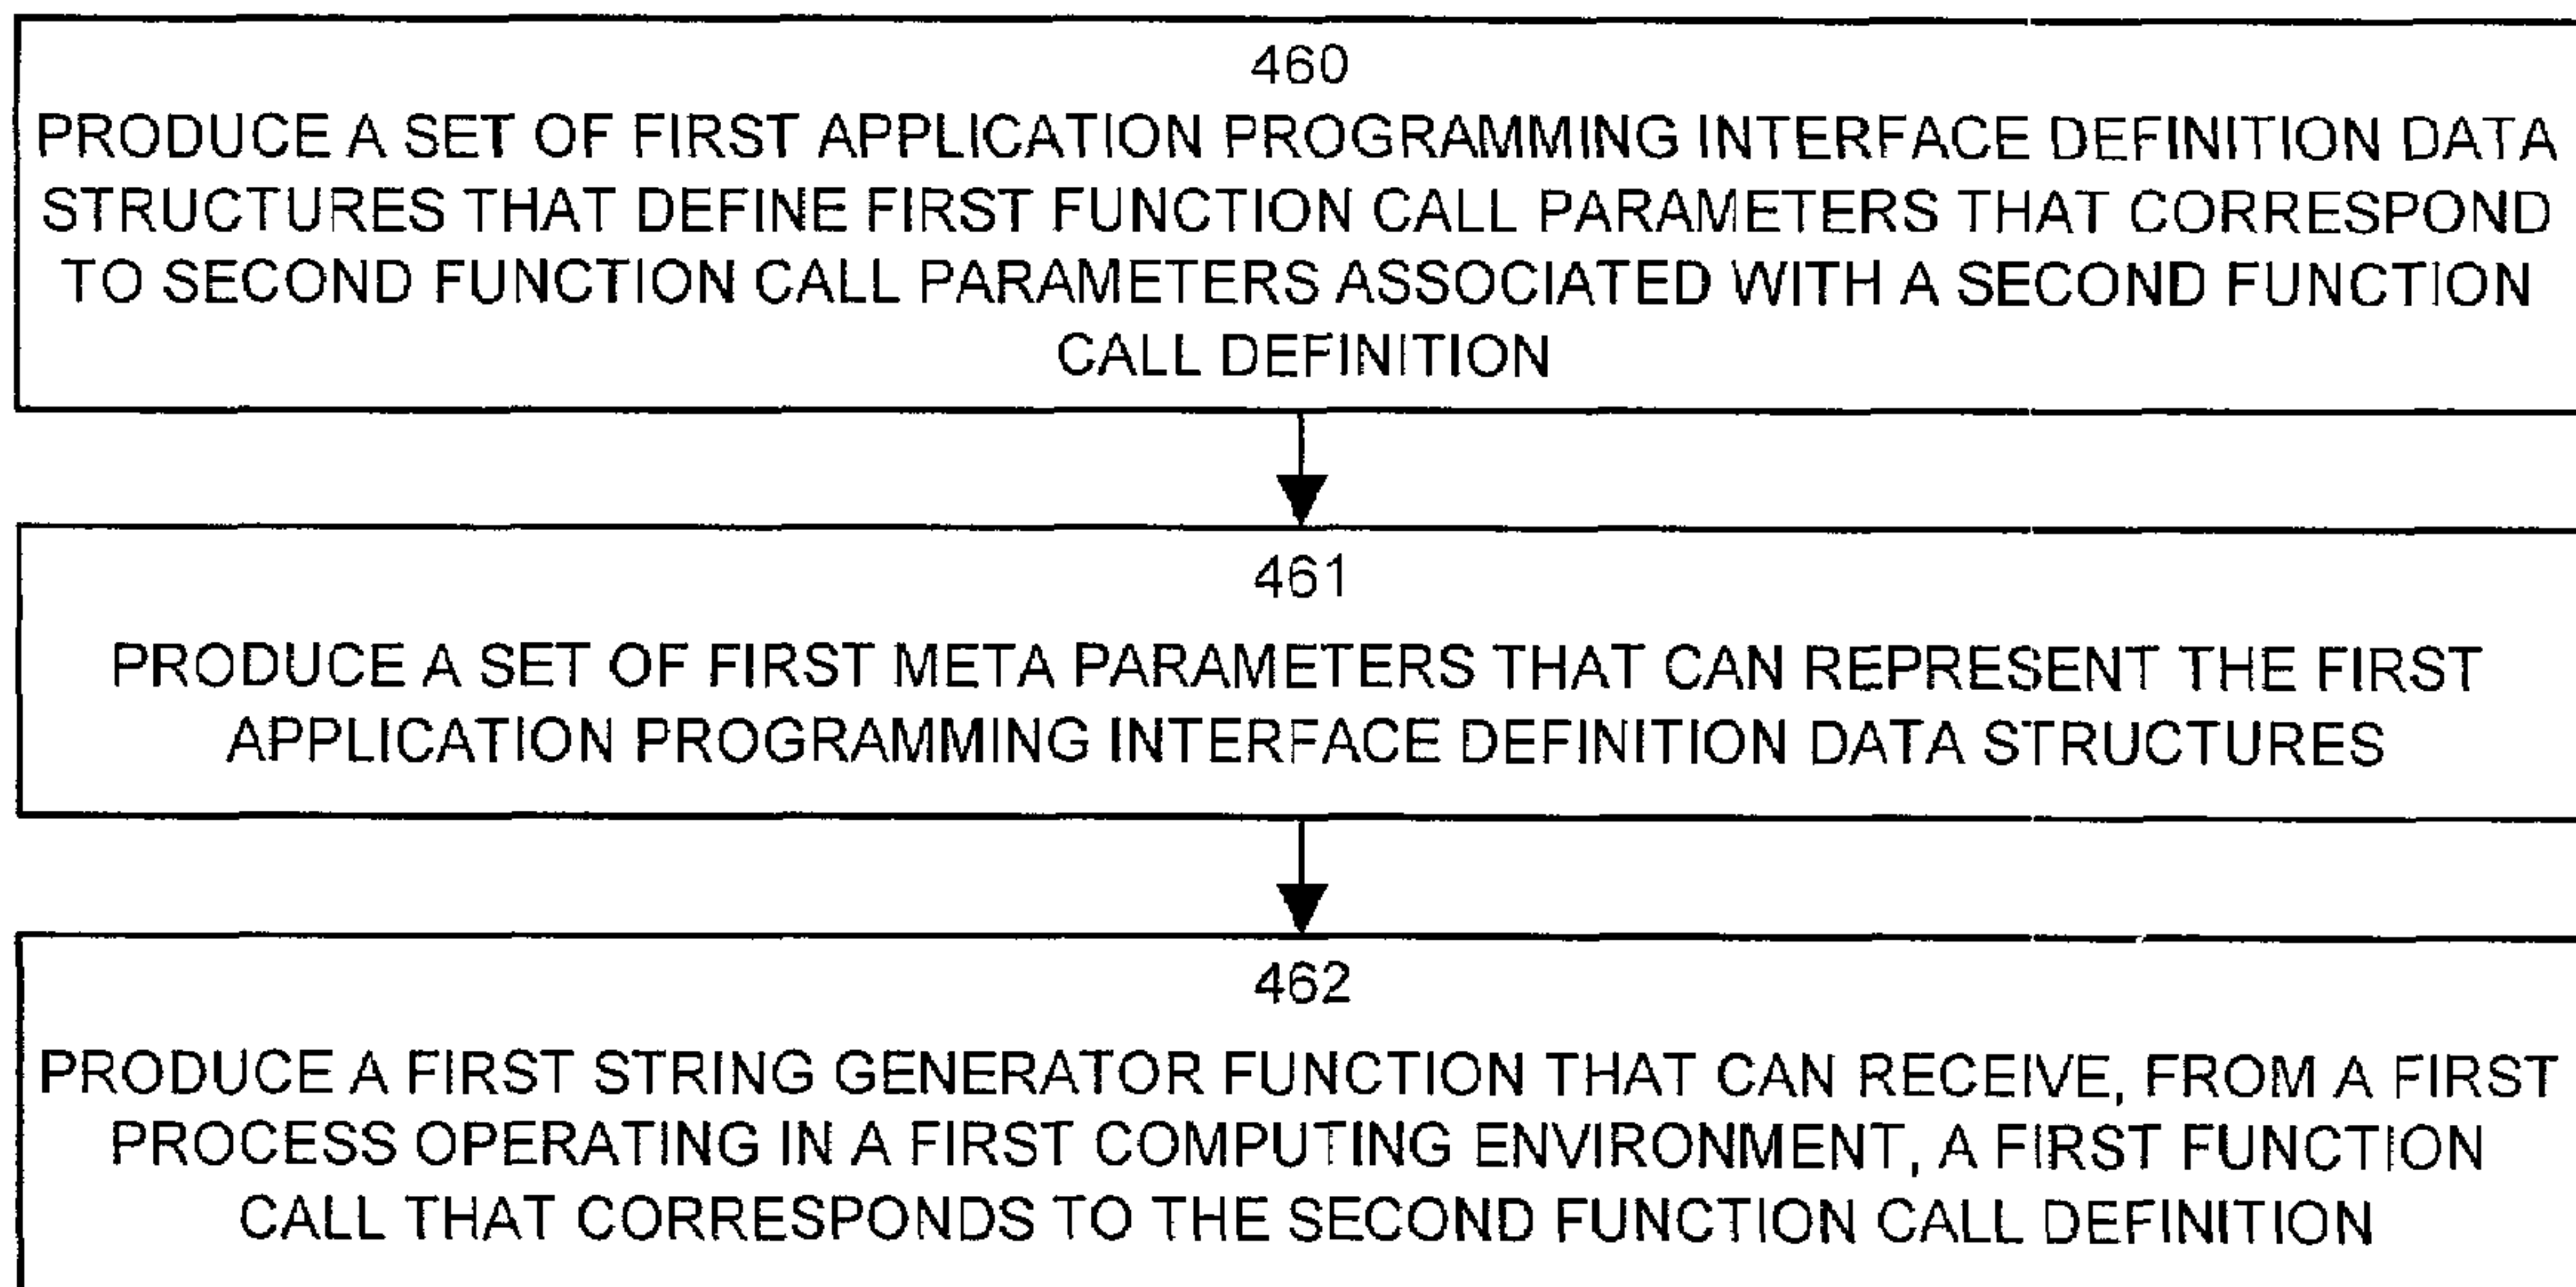 460
PRODUCE A SET OF FIRST APPLICATION PROGRAMMING INTERFACE DEFINITION DATA
STRUCTURES THAT DEFINE FIRST FUNCTION CALL PARAMETERS THAT CORRESPOND
TO SECOND FUNCTION CALL PARAMETERS ASSOCIATED WITH A SECOND FUNCTION
CALL DEFINITION
461
PRODUCE A SET OF FIRST META PARAMETERS THAT CAN REPRESENT THE FIRST
APPLICATION PROGRAMMING INTERFACE DEFINITION DATA STRUCTURES
462
PRODUCE A FIRST STRING GENERATOR FUNCTION THAT CAN RECEIVE, FROM A FIRST
PROCESS OPERATING IN A FIRST COMPUTING ENVIRONMENT, A FIRST FUNCTION
CALL THAT CORRESPONDS TO THE SECOND FUNCTION CALL DEFINITION